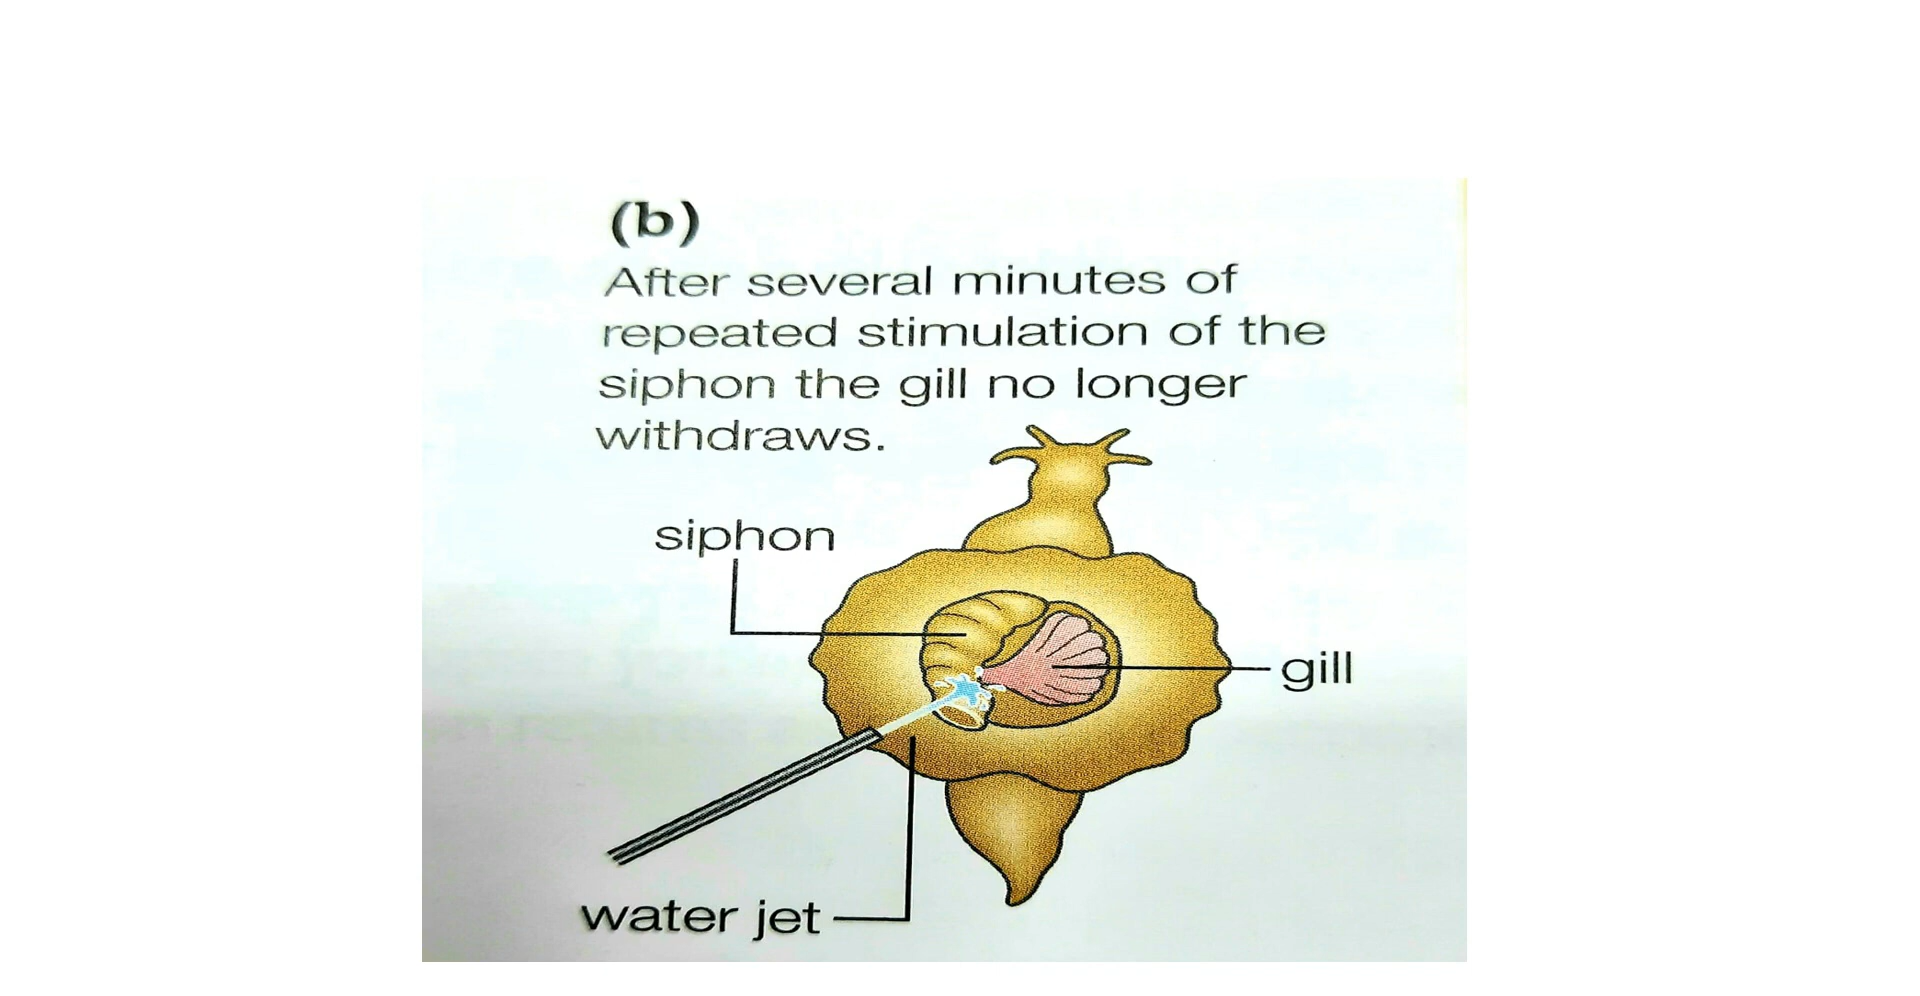 (b)
After several minutes of
repeated stimulation of the
siphon the gill no longer
withdraws.
siphon
gill
water jet